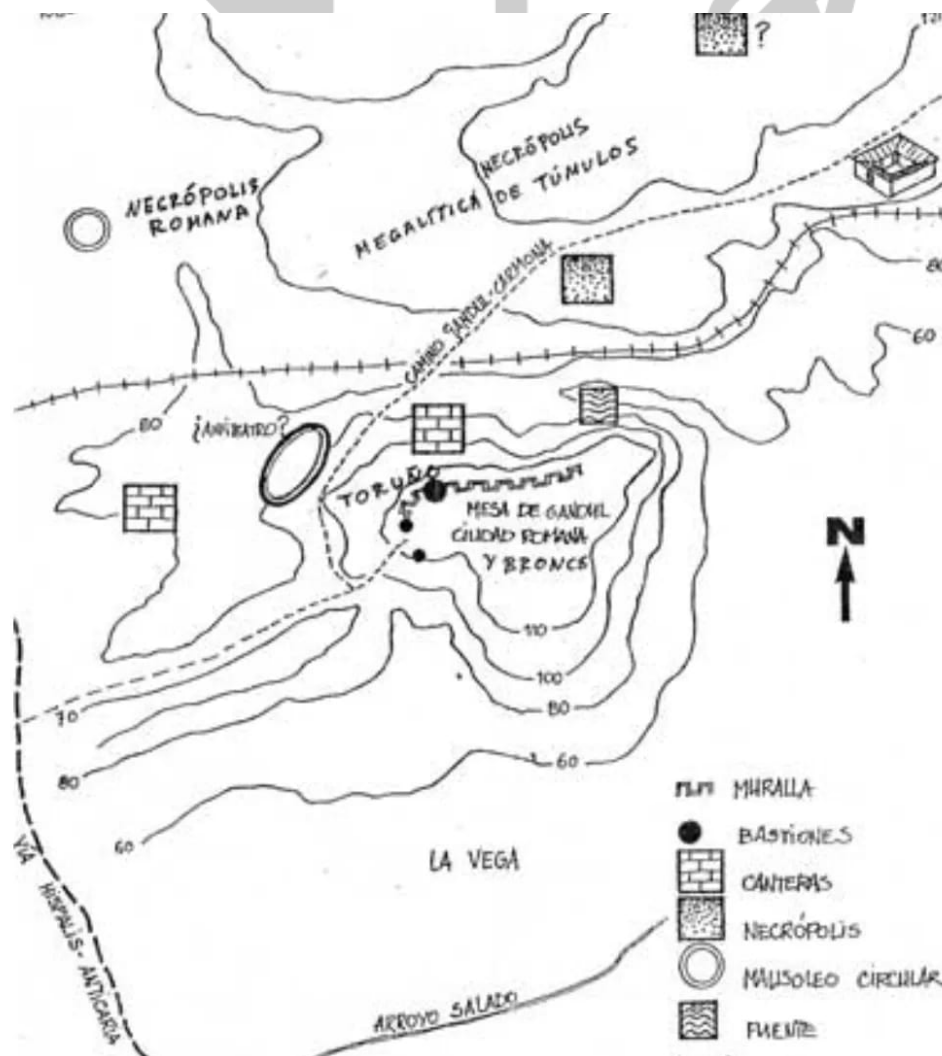 ?
120
NECRÓPOLIS
MEGALÍTICA DE TÚMULOS
NECRÓPOLIS
ROMANA
CAMINO GANDUL-CARMONA
80
60
80
¿ANFITEATRO?
TORUÑO
MESA DE GANDUL
CIUDAD ROMANA
Y BRONCE
N
110
100
80
70
60
80
60
VÍA HISPALIS-ANTICARIA
LA VEGA
ARROYO SALADO
MURALLA
BASTIONES
CANTERAS
NECRÓPOLIS
MAUSOLEO CIRCULAR
FUENTE